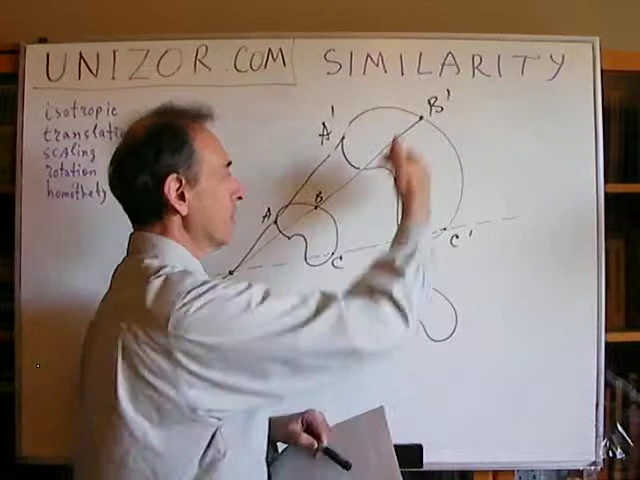 UNIZOR.COM
SIMILARITY
isotropic
scaling
rotation
homothety
A'
B'
A
B
C
C'